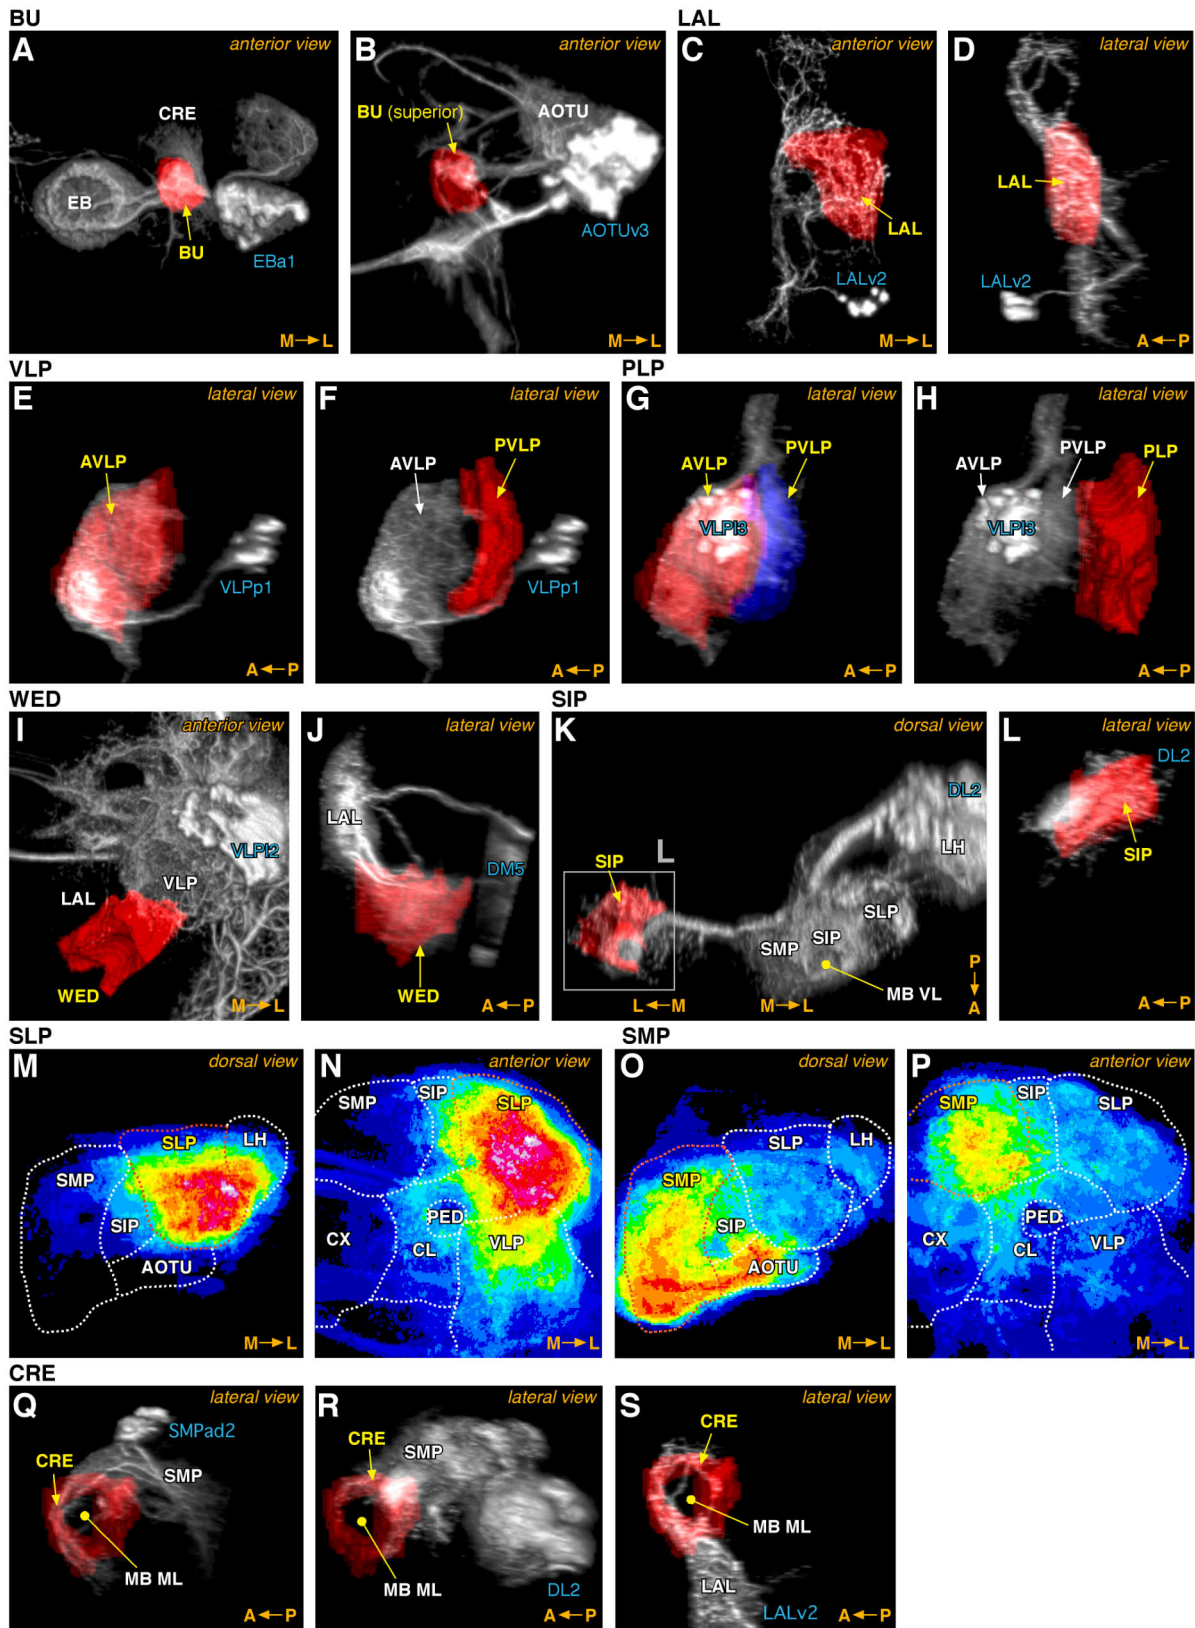 BU
LAL
A
anterior view
CRE
EB
BU
EBa1
M→L
B
anterior view
BU (superior)
AOTU
AOTUv3
M→L
C
anterior view
LAL
LALv2
M→L
D
lateral view
LAL
LALv2
A←P
VLP
PLP
E
lateral view
AVLP
VLPp1
A←P
F
lateral view
AVLP
PVLP
VLPp1
A←P
G
lateral view
AVLP
PVLP
VLPl3
A←P
H
lateral view
AVLP
PVLP
PLP
VLPl3
A←P
WED
SIP
I
anterior view
VLPl2
VLP
LAL
WED
M→L
J
lateral view
LAL
DM5
WED
A←P
K
dorsal view
DL2
L
SIP
LH
SLP
SIP
SMP
MB VL
L←M
M→L
P
↓
A
L
lateral view
DL2
SIP
A←P
SLP
SMP
M
dorsal view
SLP
LH
SMP
SIP
AOTU
M→L
N
anterior view
SMP
SIP
SLP
PED
CX
CL
VLP
M→L
O
dorsal view
SLP
LH
SMP
SIP
AOTU
M→L
P
anterior view
SMP
SIP
SLP
PED
CX
CL
VLP
M→L
CRE
Q
lateral view
SMPad2
CRE
SMP
MB ML
A←P
R
lateral view
CRE
SMP
MB ML
DL2
A←P
S
lateral view
CRE
MB ML
LAL
LALv2
A←P